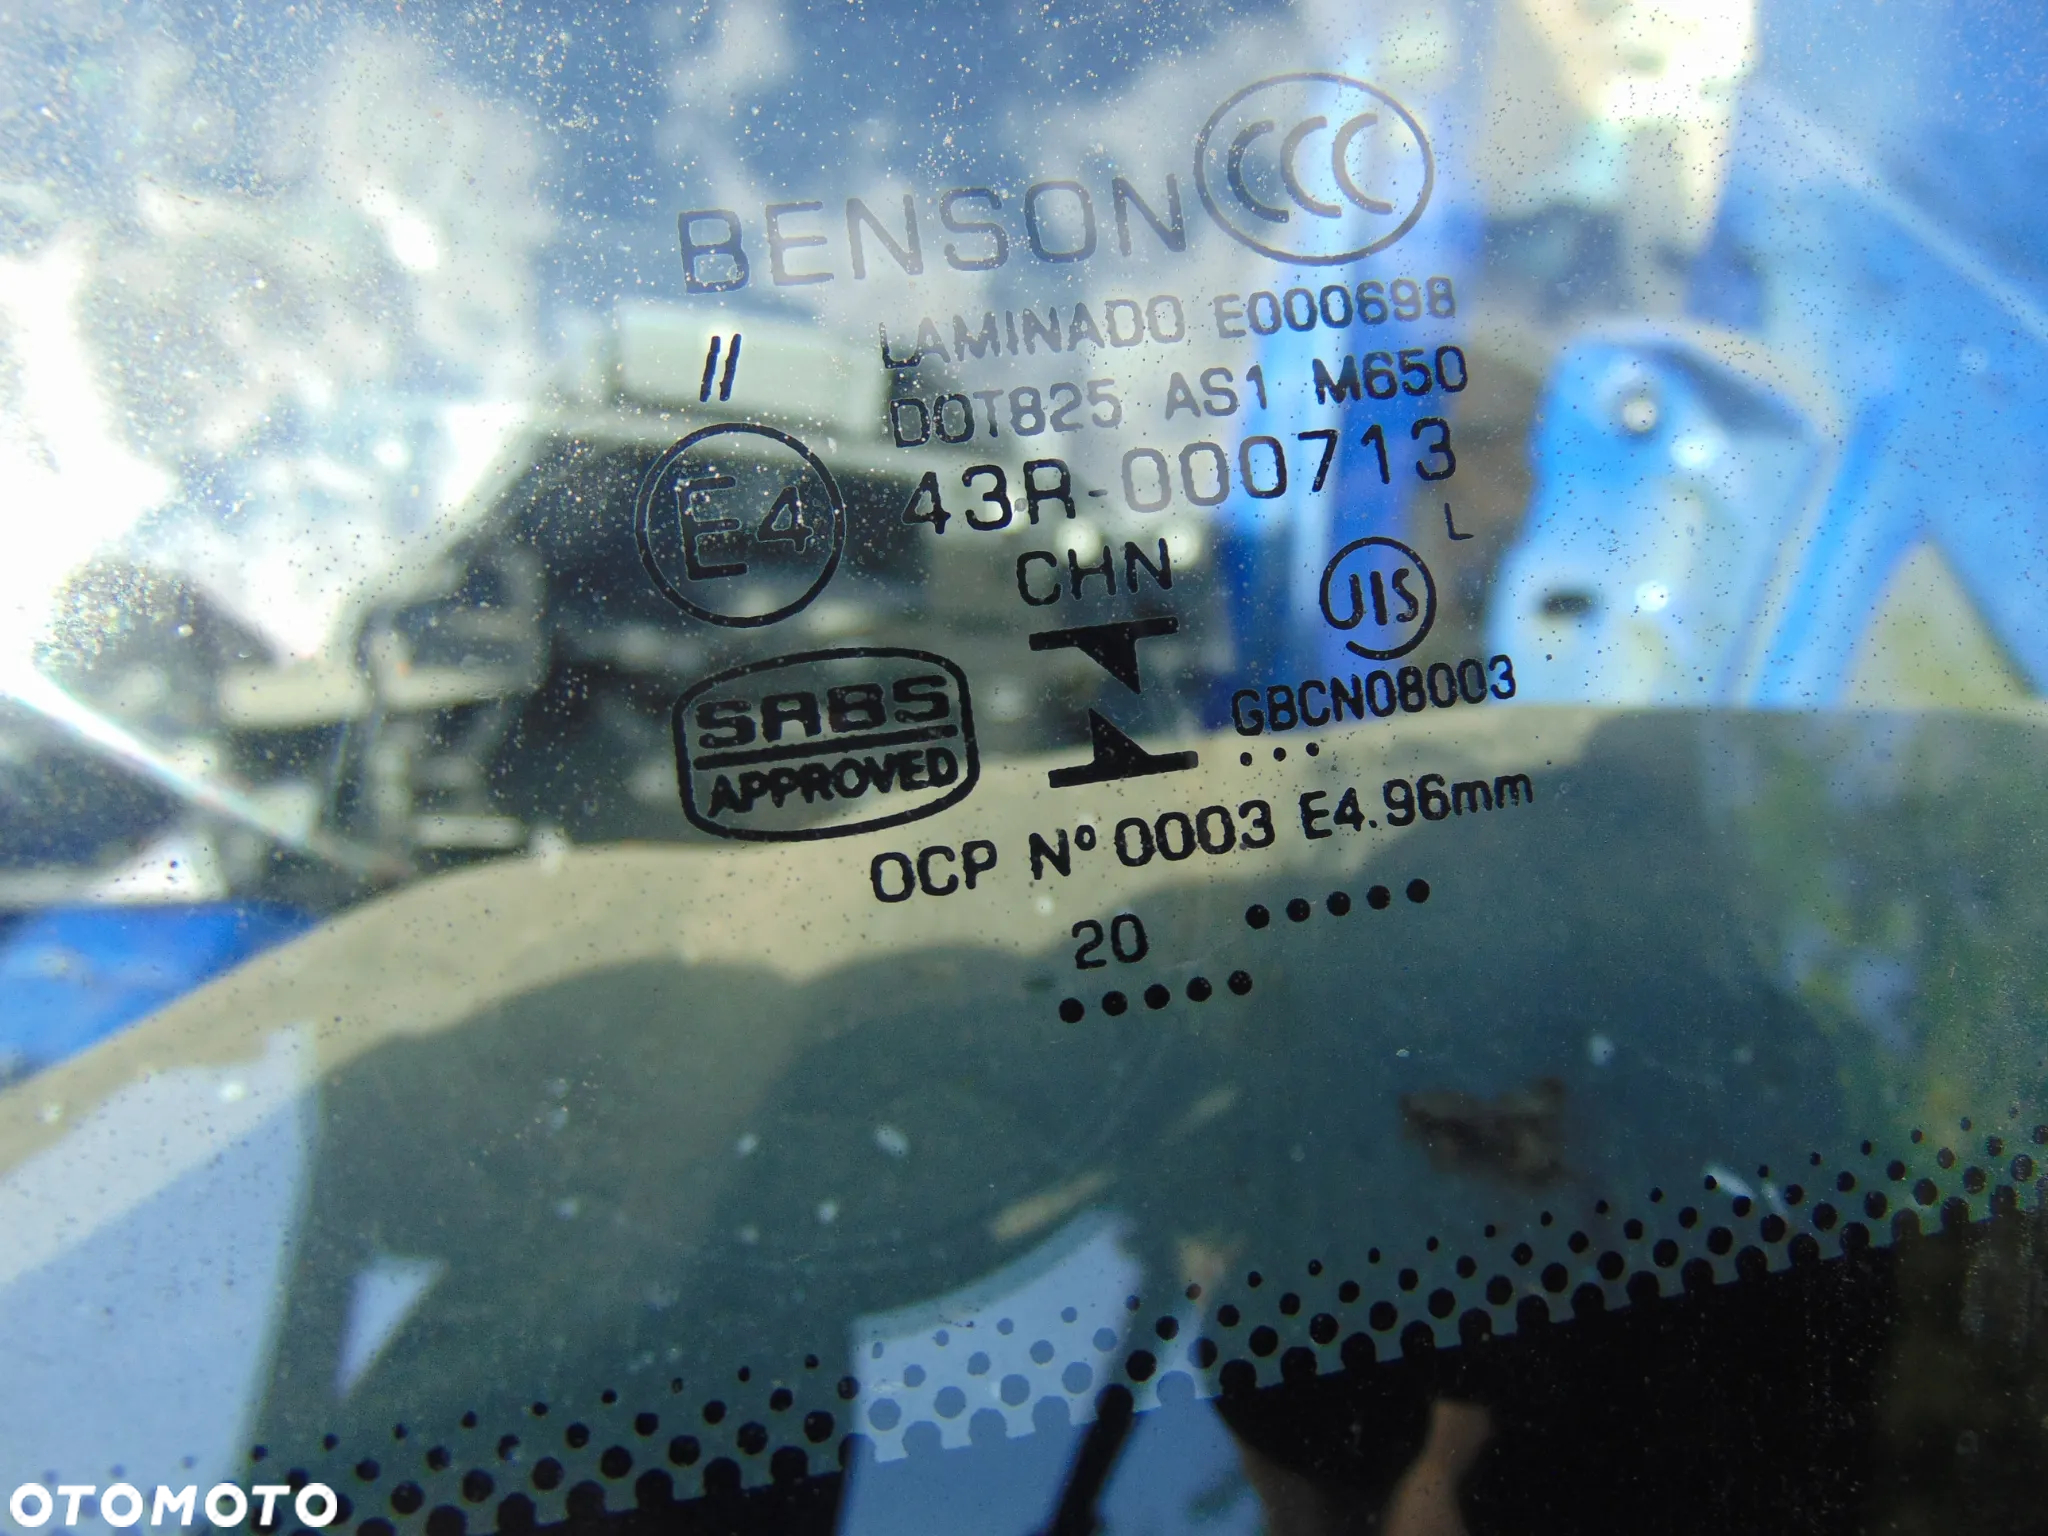 BENSON CCC
LAMINADO E000698
II
DOT825 AS1 M650
E4 43R-000713
L
CHN
JIS
SABS
APPROVED
GBCN08003
OCP Nº 0003 E4.96mm
20
OTOMOTO